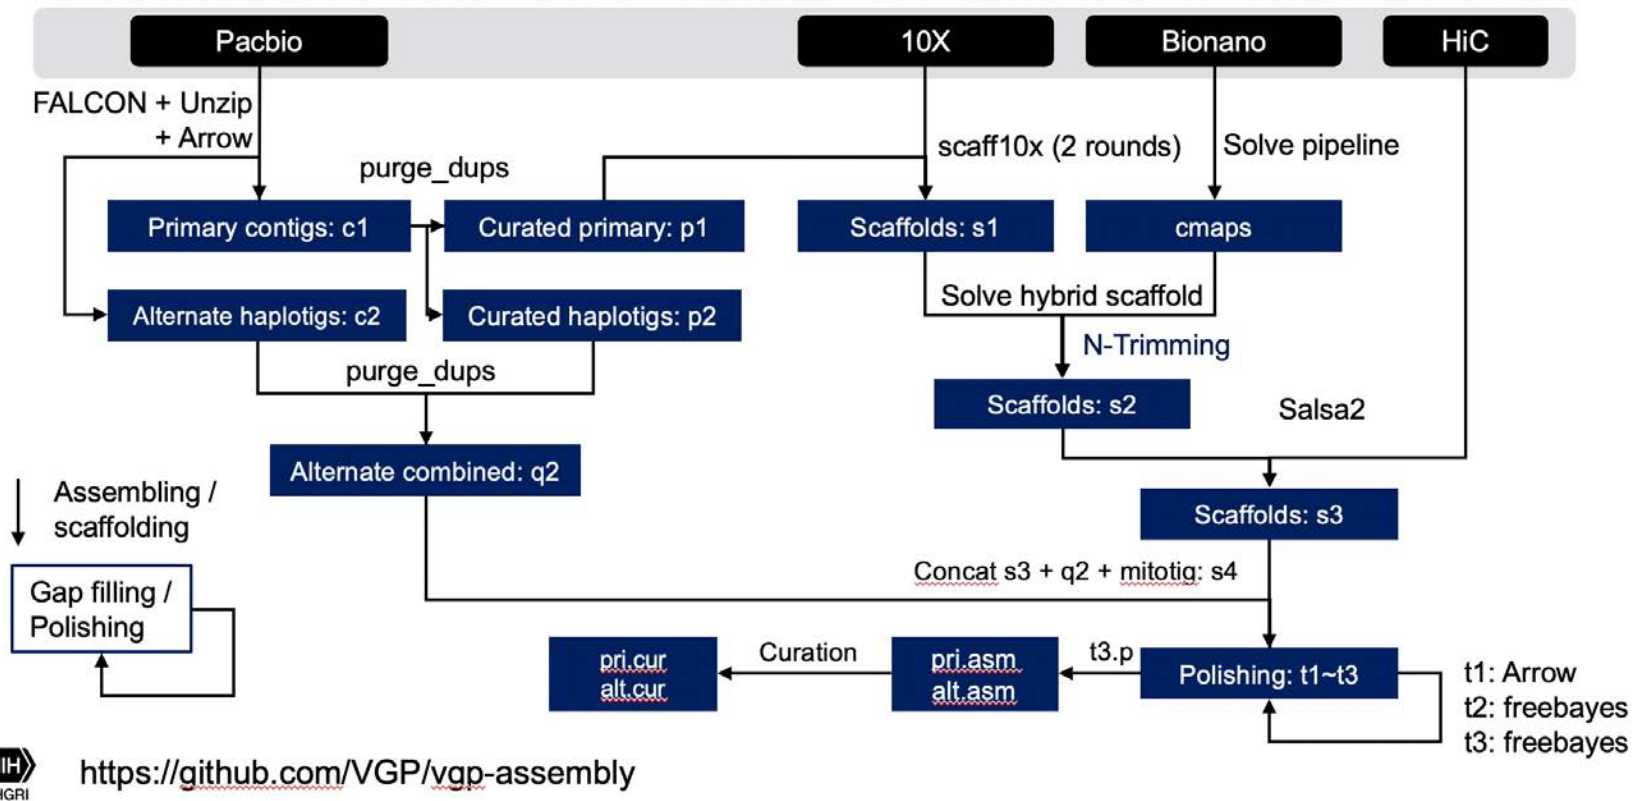 Pacbio
10X
Bionano
HiC
FALCON + Unzip
+ Arrow
purge_dups
scaff10x (2 rounds)
Solve pipeline
Primary contigs: c1
Curated primary: p1
Scaffolds: s1
cmaps
Alternate haplotigs: c2
Curated haplotigs: p2
Solve hybrid scaffold
N-Trimming
purge_dups
Scaffolds: s2
Salsa2
Alternate combined: q2
Assembling /
scaffolding
Scaffolds: s3
Concat s3 + q2 + mitotig: s4
Gap filling /
Polishing
pri.cur
alt.cur
Curation
pri.asm
alt.asm
t3.p
Polishing: t1~t3
t1: Arrow
t2: freebayes
t3: freebayes
IH
HGRI
https://github.com/VGP/vgp-assembly